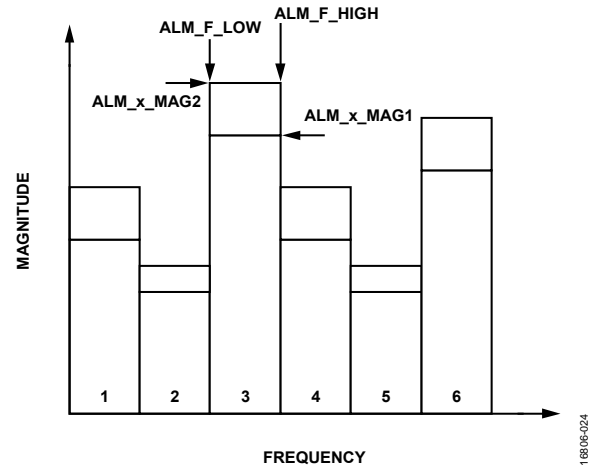 ALM_F_HIGH
ALM_F_LOW
ALM_x_MAG2
ALM_x_MAG1
MAGNITUDE
1 2 3 4 5 6
FREQUENCY
16806-024